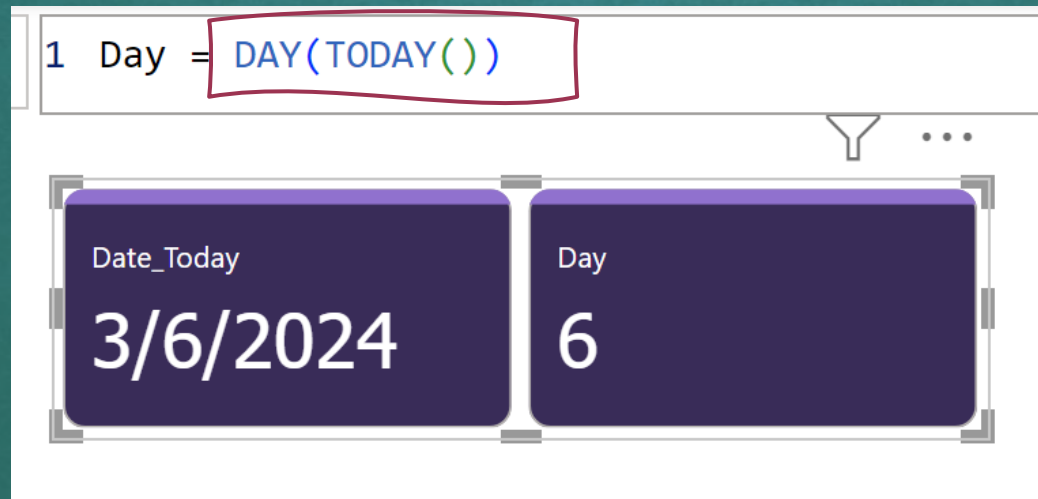 1 Day = DAY(TODAY())
Date_Today
3/6/2024
Day
6